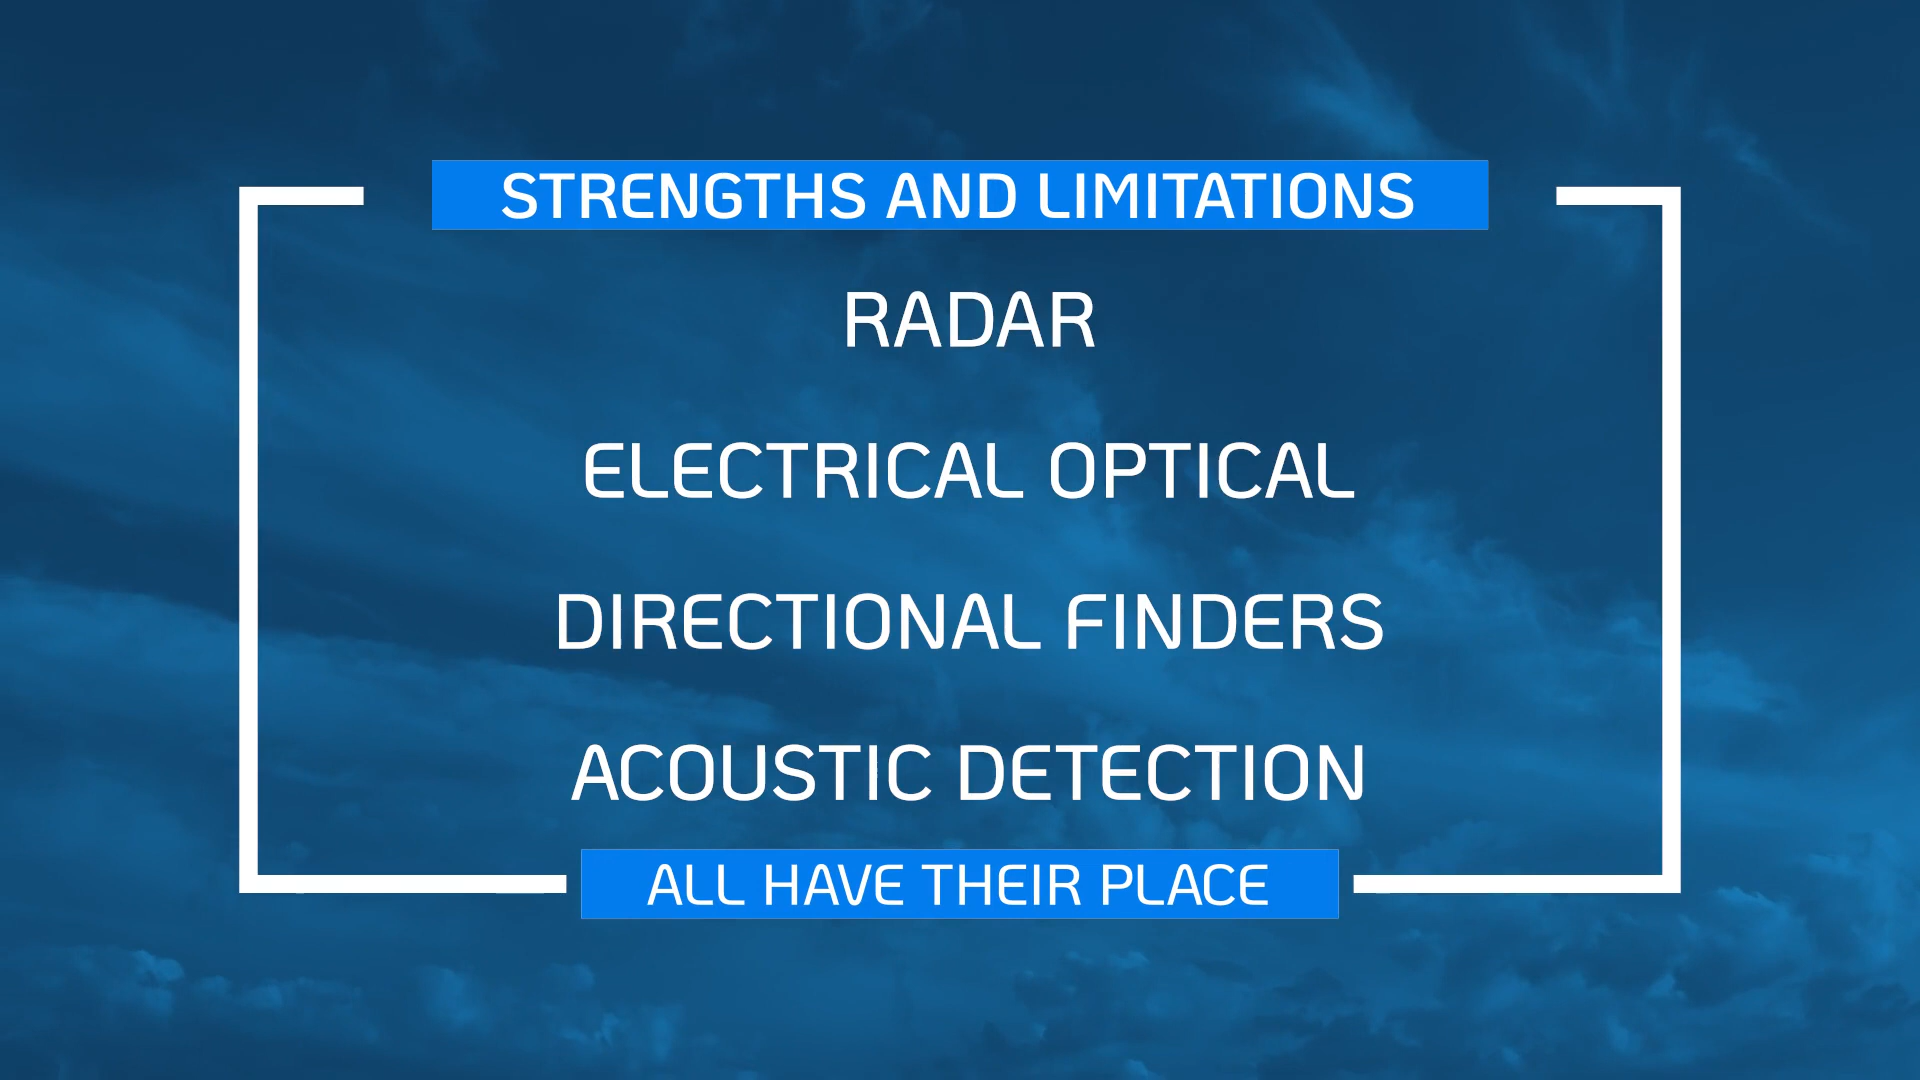 STRENGTHS AND LIMITATIONS
RADAR
ELECTRICAL OPTICAL
DIRECTIONAL FINDERS
ACOUSTIC DETECTION
ALL HAVE THEIR PLACE